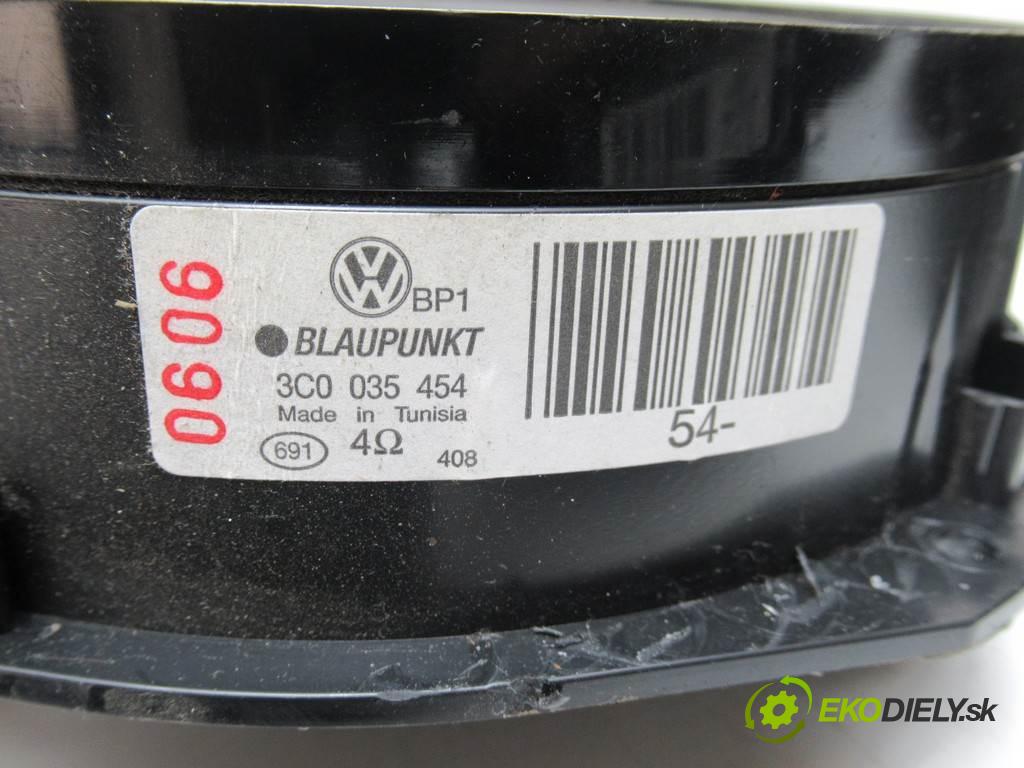 0606
BP1
BLAUPUNKT
3C0 035 454
Made in Tunisia
691 4Ω 408
54-
EKODIELY.sk